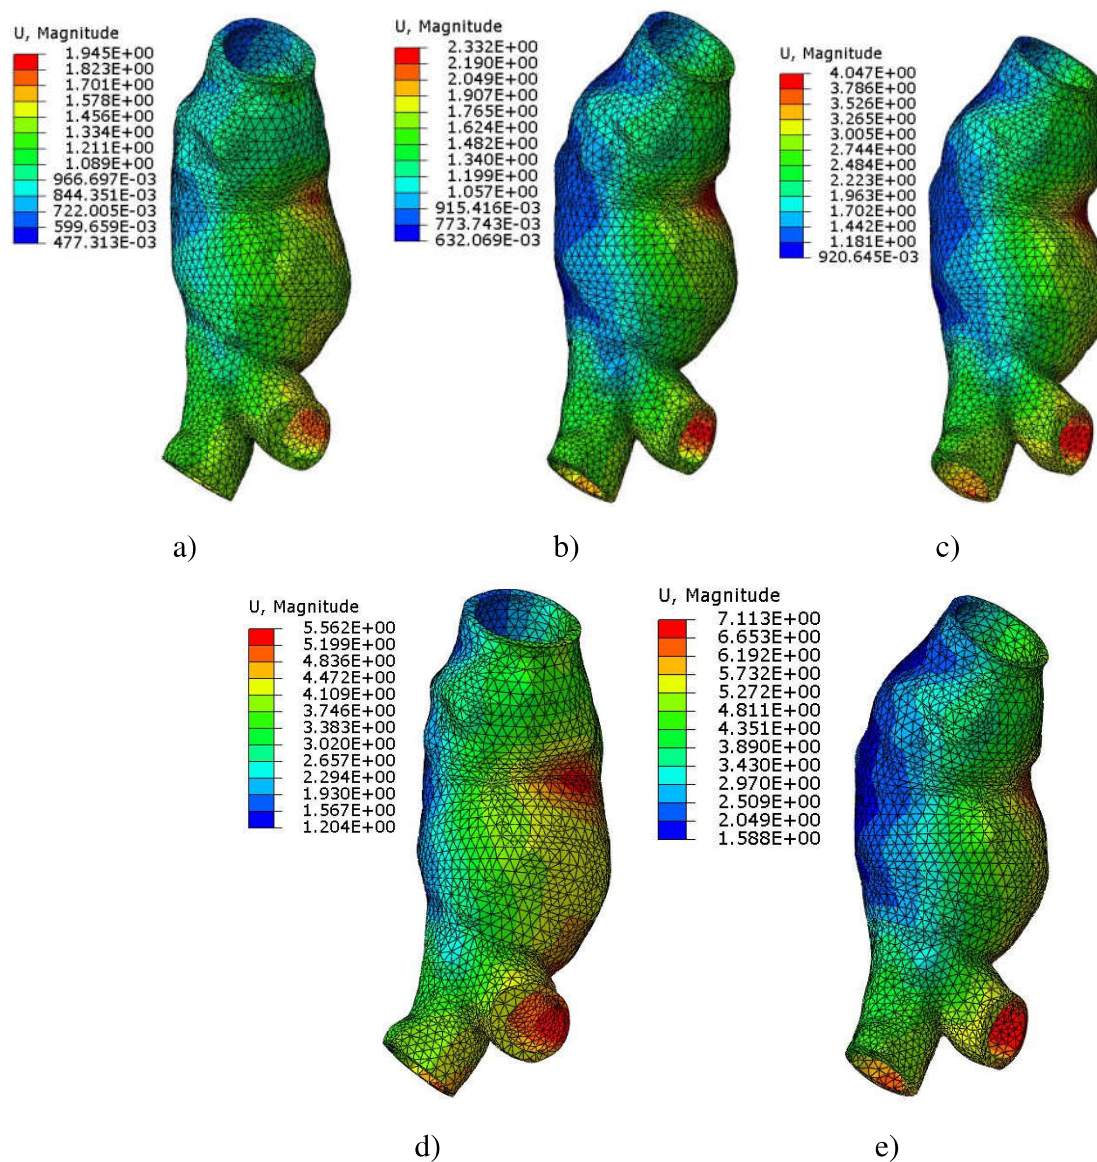 U, Magnitude
1.945E+00
1.823E+00
1.701E+00
1.578E+00
1.456E+00
1.334E+00
1.211E+00
1.089E+00
966.697E-03
844.351E-03
722.005E-03
599.659E-03
477.313E-03
a)
U, Magnitude
2.332E+00
2.190E+00
2.049E+00
1.907E+00
1.765E+00
1.624E+00
1.482E+00
1.340E+00
1.199E+00
1.057E+00
915.416E-03
773.743E-03
632.069E-03
b)
U, Magnitude
4.047E+00
3.786E+00
3.526E+00
3.265E+00
3.005E+00
2.744E+00
2.484E+00
2.223E+00
1.963E+00
1.702E+00
1.442E+00
1.181E+00
920.645E-03
c)
U, Magnitude
5.562E+00
5.199E+00
4.836E+00
4.472E+00
4.109E+00
3.746E+00
3.383E+00
3.020E+00
2.657E+00
2.294E+00
1.930E+00
1.567E+00
1.204E+00
d)
U, Magnitude
7.113E+00
6.653E+00
6.192E+00
5.732E+00
5.272E+00
4.811E+00
4.351E+00
3.890E+00
3.430E+00
2.970E+00
2.509E+00
2.049E+00
1.588E+00
e)